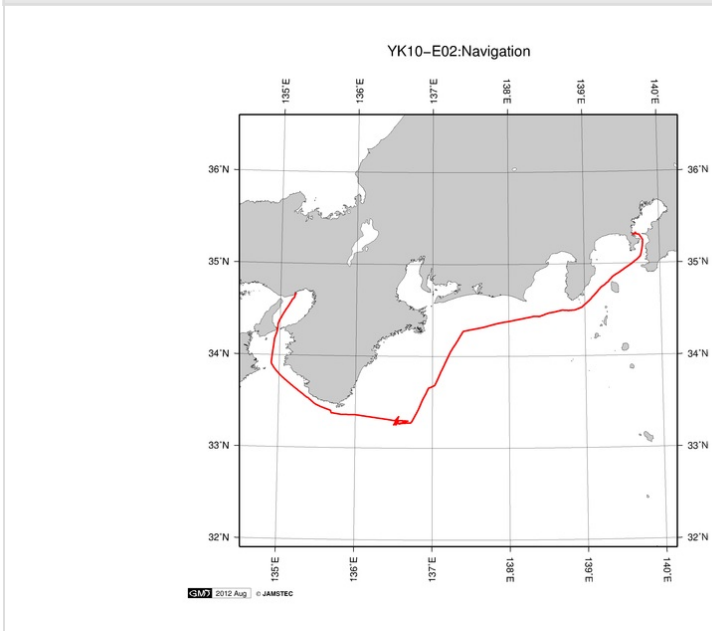 YK10−E02:Navigation
135˚E 136˚E 137˚E 138˚E 139˚E 140˚E
36˚N 36˚N
35˚N 35˚N
34˚N 34˚N
33˚N 33˚N
32˚N 32˚N
135˚E 136˚E 137˚E 138˚E 139˚E 140˚E
GMD 2012 Aug © JAMSTEC